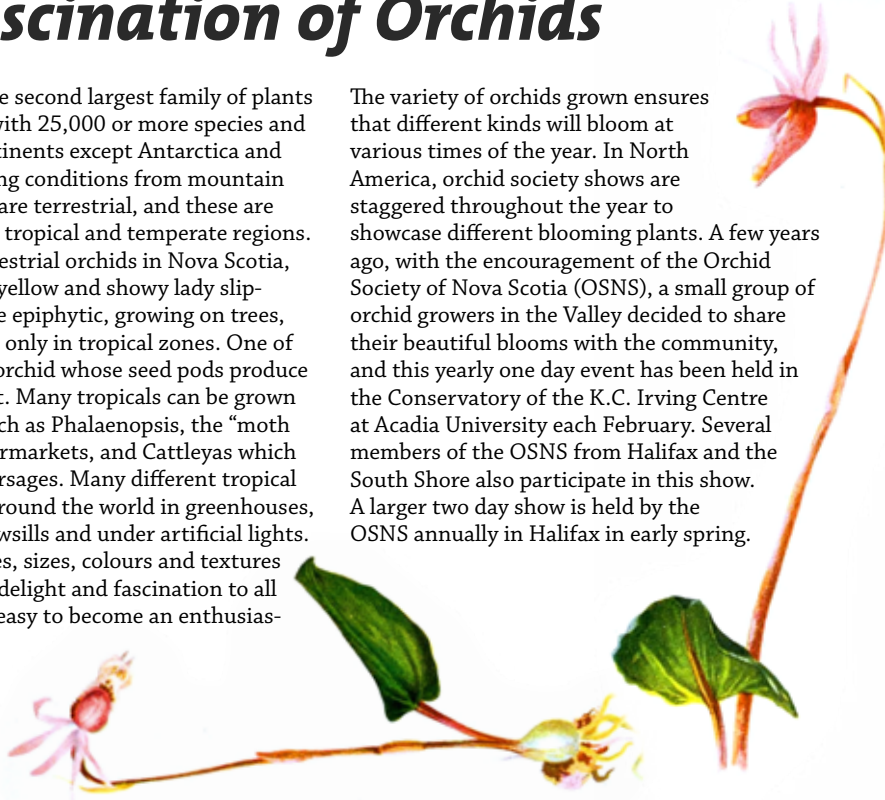 scination of Orchids
e second largest family of plants
with 25,000 or more species and
tinents except Antarctica and
ng conditions from mountain
are terrestrial, and these are
tropical and temperate regions.
estrial orchids in Nova Scotia,
yellow and showy lady slip-
e epiphytic, growing on trees,
only in tropical zones. One of
orchid whose seed pods produce
t. Many tropicals can be grown
ch as Phalaenopsis, the “moth
rmarkets, and Cattleyas which
rsages. Many different tropical
round the world in greenhouses,
wsills and under artificial lights.
es, sizes, colours and textures
delight and fascination to all
easy to become an enthusias-
The variety of orchids grown ensures
that different kinds will bloom at
various times of the year. In North
America, orchid society shows are
staggered throughout the year to
showcase different blooming plants. A few years
ago, with the encouragement of the Orchid
Society of Nova Scotia (OSNS), a small group of
orchid growers in the Valley decided to share
their beautiful blooms with the community,
and this yearly one day event has been held in
the Conservatory of the K.C. Irving Centre
at Acadia University each February. Several
members of the OSNS from Halifax and the
South Shore also participate in this show.
A larger two day show is held by the
OSNS annually in Halifax in early spring.